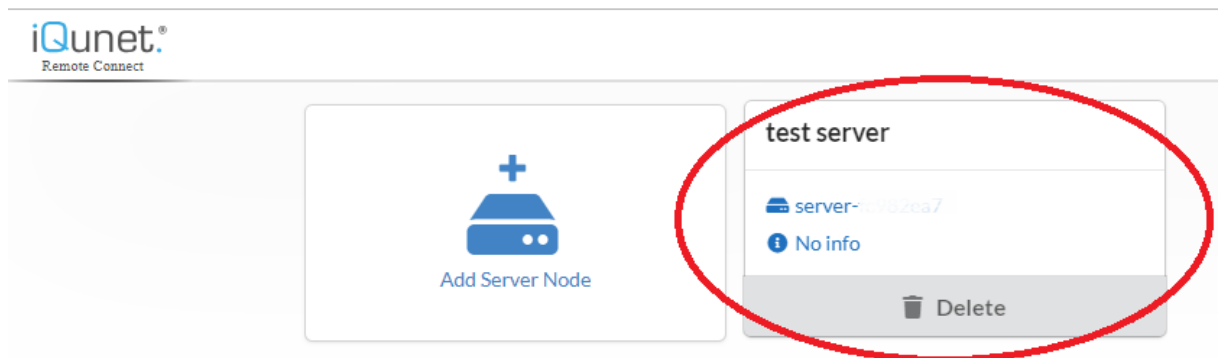 iQunet.®
Remote Connect
test server
server-
No info
Add Server Node
Delete